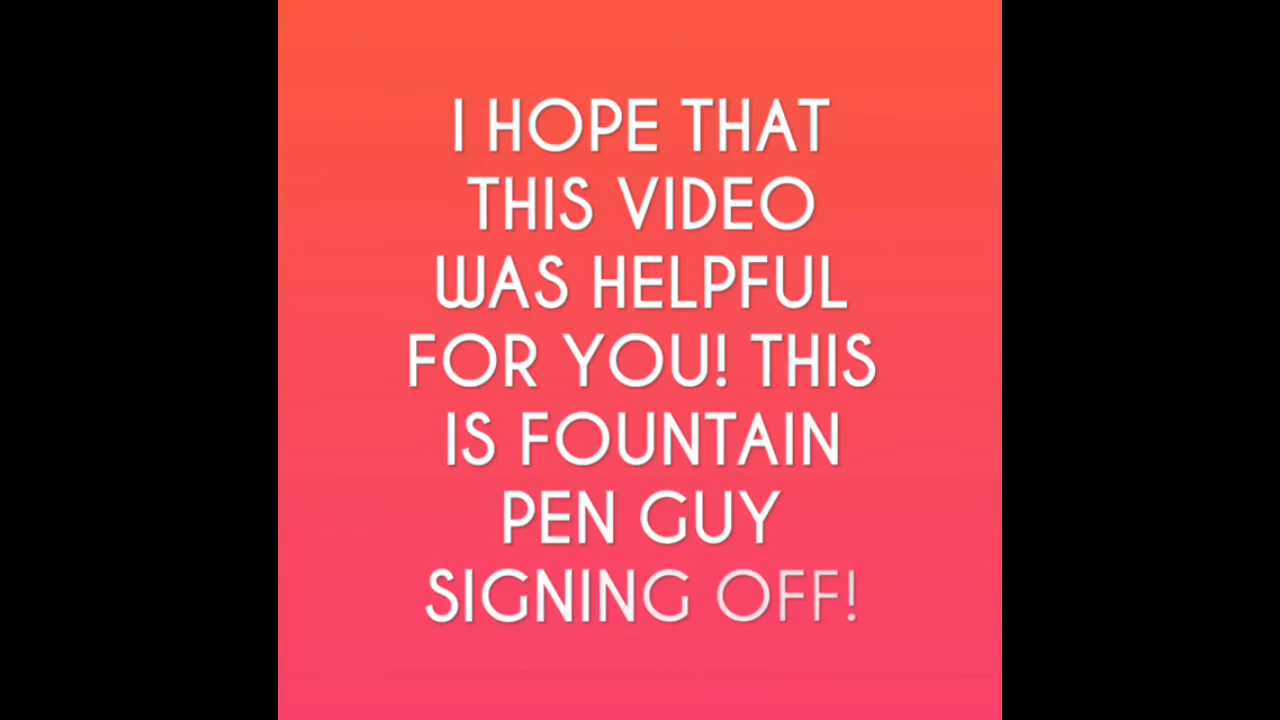 I HOPE THAT
THIS VIDEO
WAS HELPFUL
FOR YOU! THIS
IS FOUNTAIN
PEN GUY
SIGNING OFF!